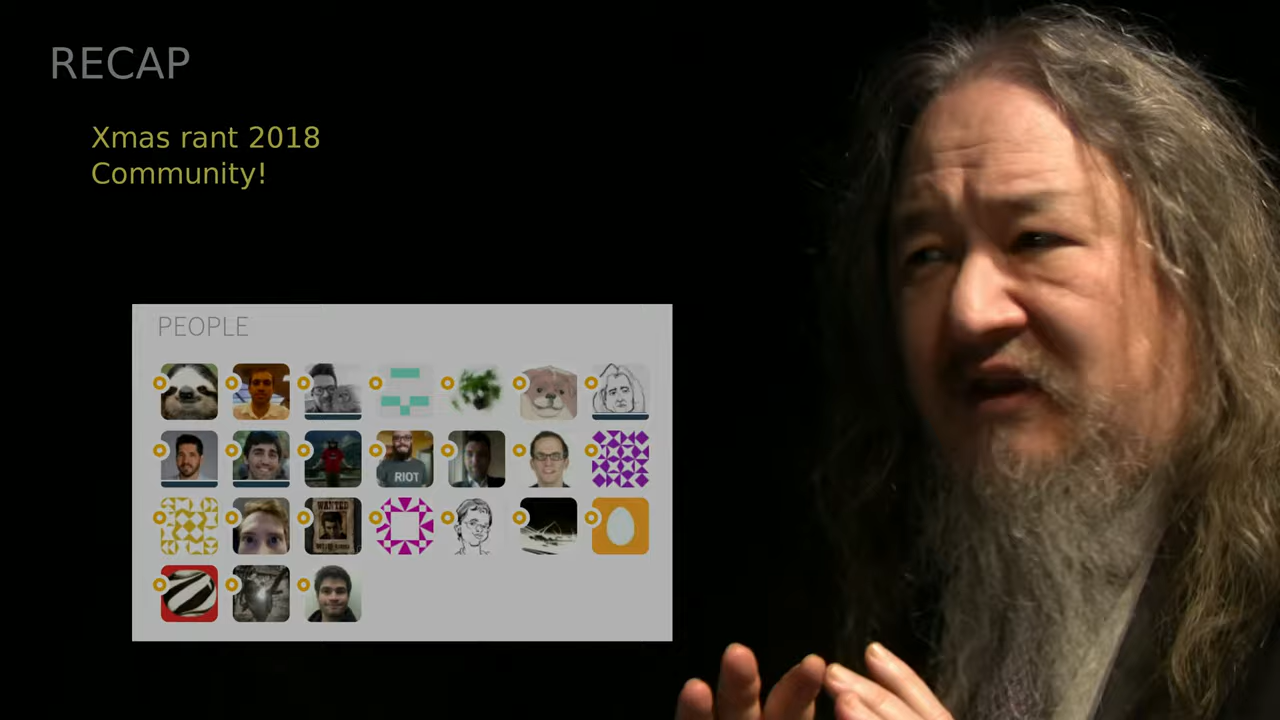 RECAP
Xmas rant 2018
Community!
PEOPLE
RIOT
WANTED